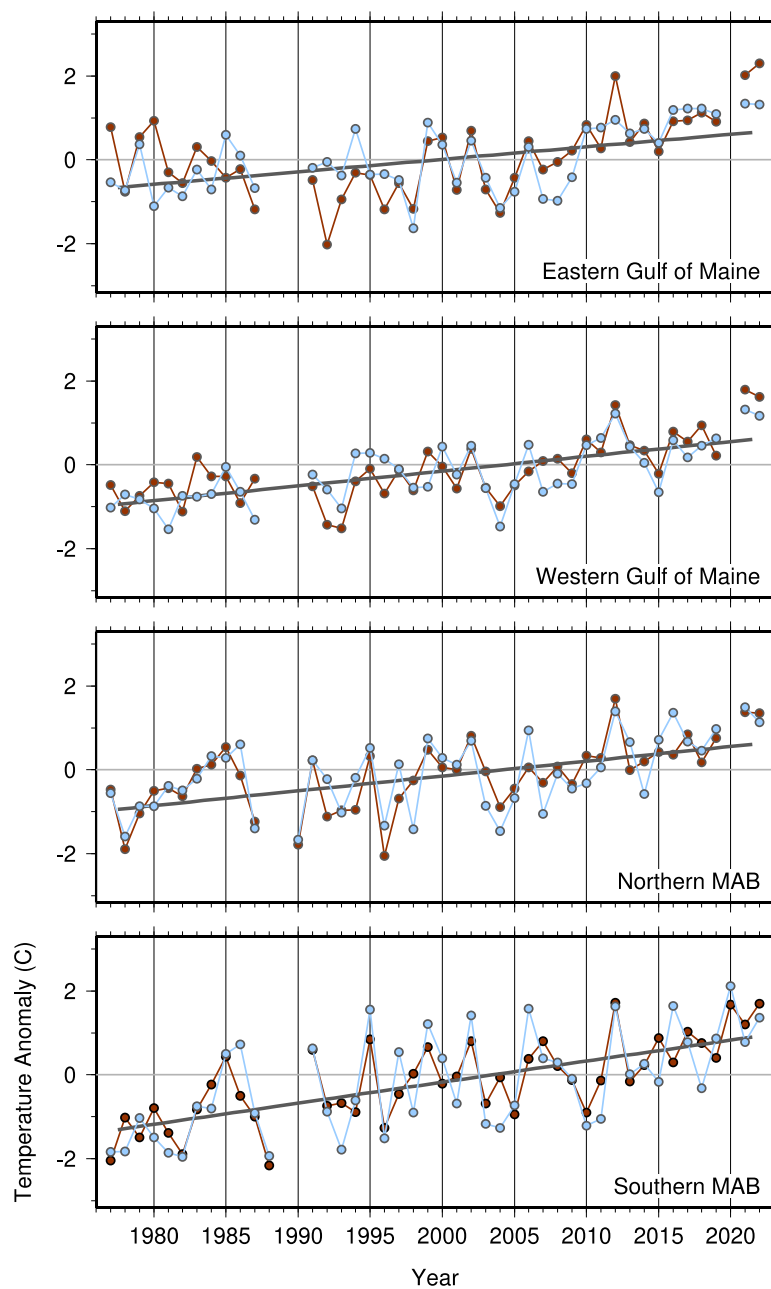 2
0
-2
Eastern Gulf of Maine
2
0
-2
Western Gulf of Maine
2
0
-2
Northern MAB
Temperature Anomaly (C)
2
0
-2
Southern MAB
1980 1985 1990 1995 2000 2005 2010 2015 2020
Year